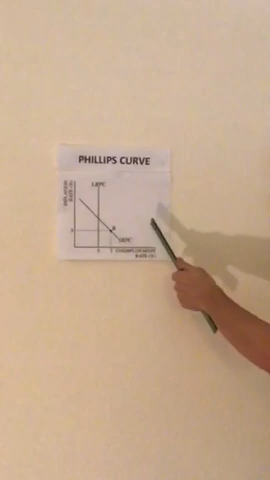 PHILLIPS CURVE
LRPC
INFLATION
RATE (%)
B
SRPC
UNEMPLOYMENT
RATE (%)